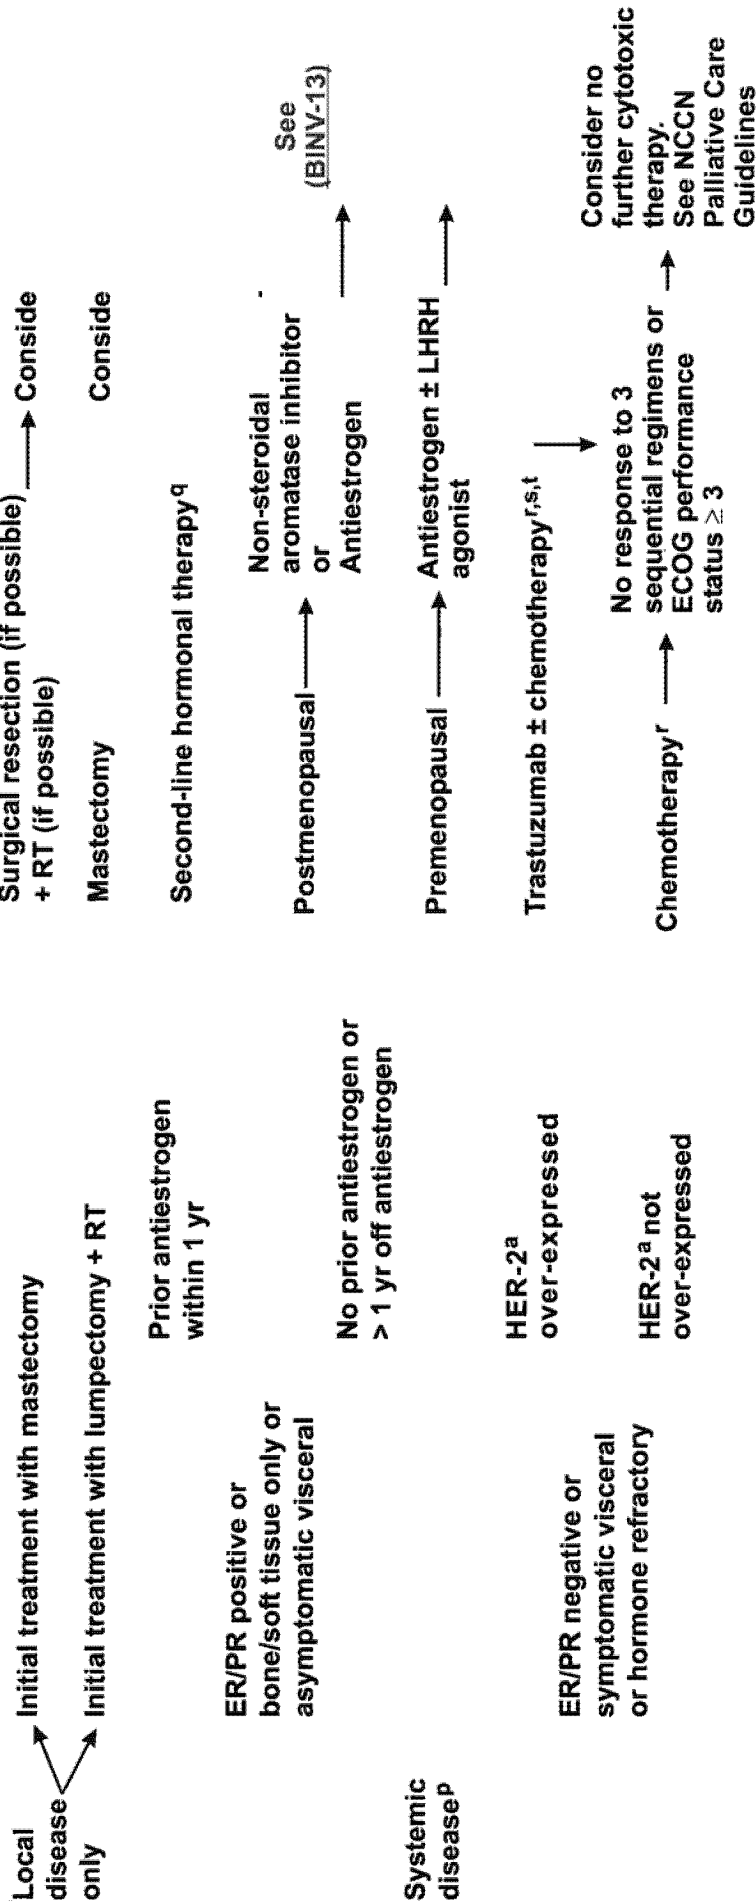 Local
disease
only
Initial treatment with mastectomy
Surgical resection (if possible)
+ RT (if possible)
Conside
Initial treatment with lumpectomy + RT
Mastectomy
Conside
Systemic
disease^p
ER/PR positive or
bone/soft tissue only or
asymptomatic visceral
Prior antiestrogen
within 1 yr
Second-line hormonal therapy^q
No prior antiestrogen or
> 1 yr off antiestrogen
Postmenopausal
Non-steroidal
aromatase inhibitor
or
Antiestrogen
See
(BINV-13)
Premenopausal
Antiestrogen ± LHRH
agonist
ER/PR negative or
symptomatic visceral
or hormone refractory
HER-2^a
over-expressed
Trastuzumab ± chemotherapy^r,s,t
HER-2^a not
over-expressed
Chemotherapy^r
No response to 3
sequential regimens or
ECOG performance
status ≥ 3
Consider no
further cytotoxic
therapy.
See NCCN
Palliative Care
Guidelines